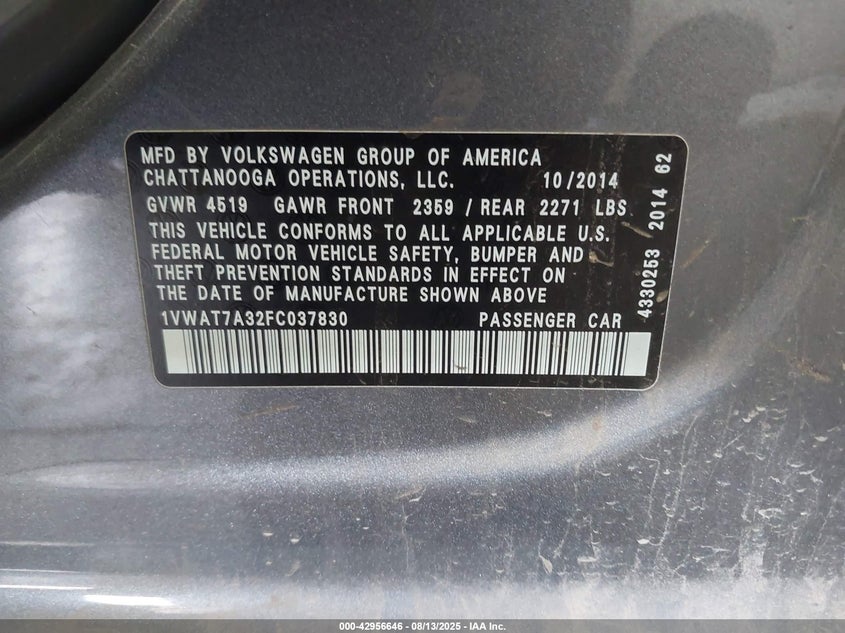 MFD BY VOLKSWAGEN GROUP OF AMERICA
CHATTANOOGA OPERATIONS, LLC. 10/2014
GVWR 4519 GAWR FRONT 2359 / REAR 2271 LBS
THIS VEHICLE CONFORMS TO ALL APPLICABLE U.S.
FEDERAL MOTOR VEHICLE SAFETY, BUMPER AND
THEFT PREVENTION STANDARDS IN EFFECT ON
THE DATE OF MANUFACTURE SHOWN ABOVE
1VWAT7A32FC037830 PASSENGER CAR
4330253 2014 62
000-42956646 - 08/13/2025 - IAA Inc.